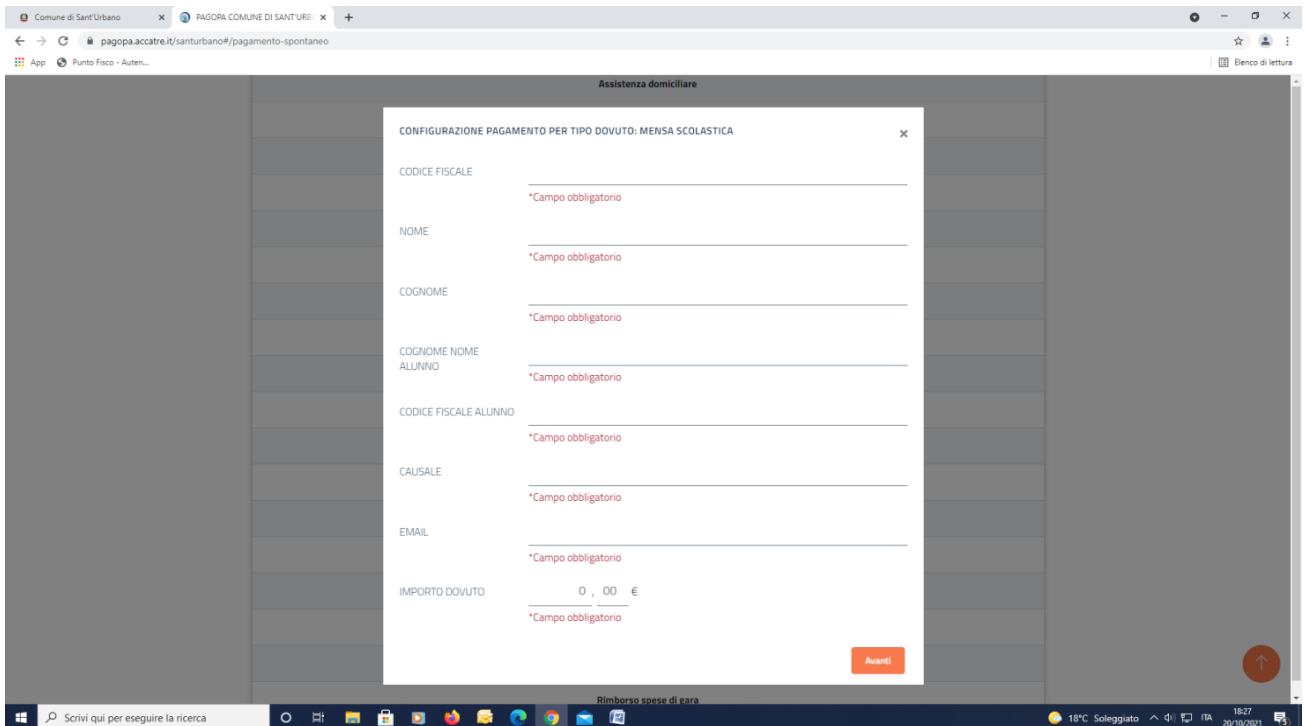 Comune di Sant'Urbano
PAGOPA COMUNE DI SANT'URB
pagopa.accatre.it/santurbano#/pagamento-spontaneo
App Punto Fisco - Auten... Elenco di lettura
Assistenza domiciliare
CONFIGURAZIONE PAGAMENTO PER TIPO DOVUTO: MENSA SCOLASTICA
CODICE FISCALE
*Campo obbligatorio
NOME
*Campo obbligatorio
COGNOME
*Campo obbligatorio
COGNOME NOME
ALUNNO
*Campo obbligatorio
CODICE FISCALE ALUNNO
*Campo obbligatorio
CAUSALE
*Campo obbligatorio
EMAIL
*Campo obbligatorio
IMPORTO DOVUTO 0 , 00 €
*Campo obbligatorio
Avanti
Rimborso spese di gara
Scrivi qui per eseguire la ricerca
18°C Soleggiato ITA
18:27
20/10/2021